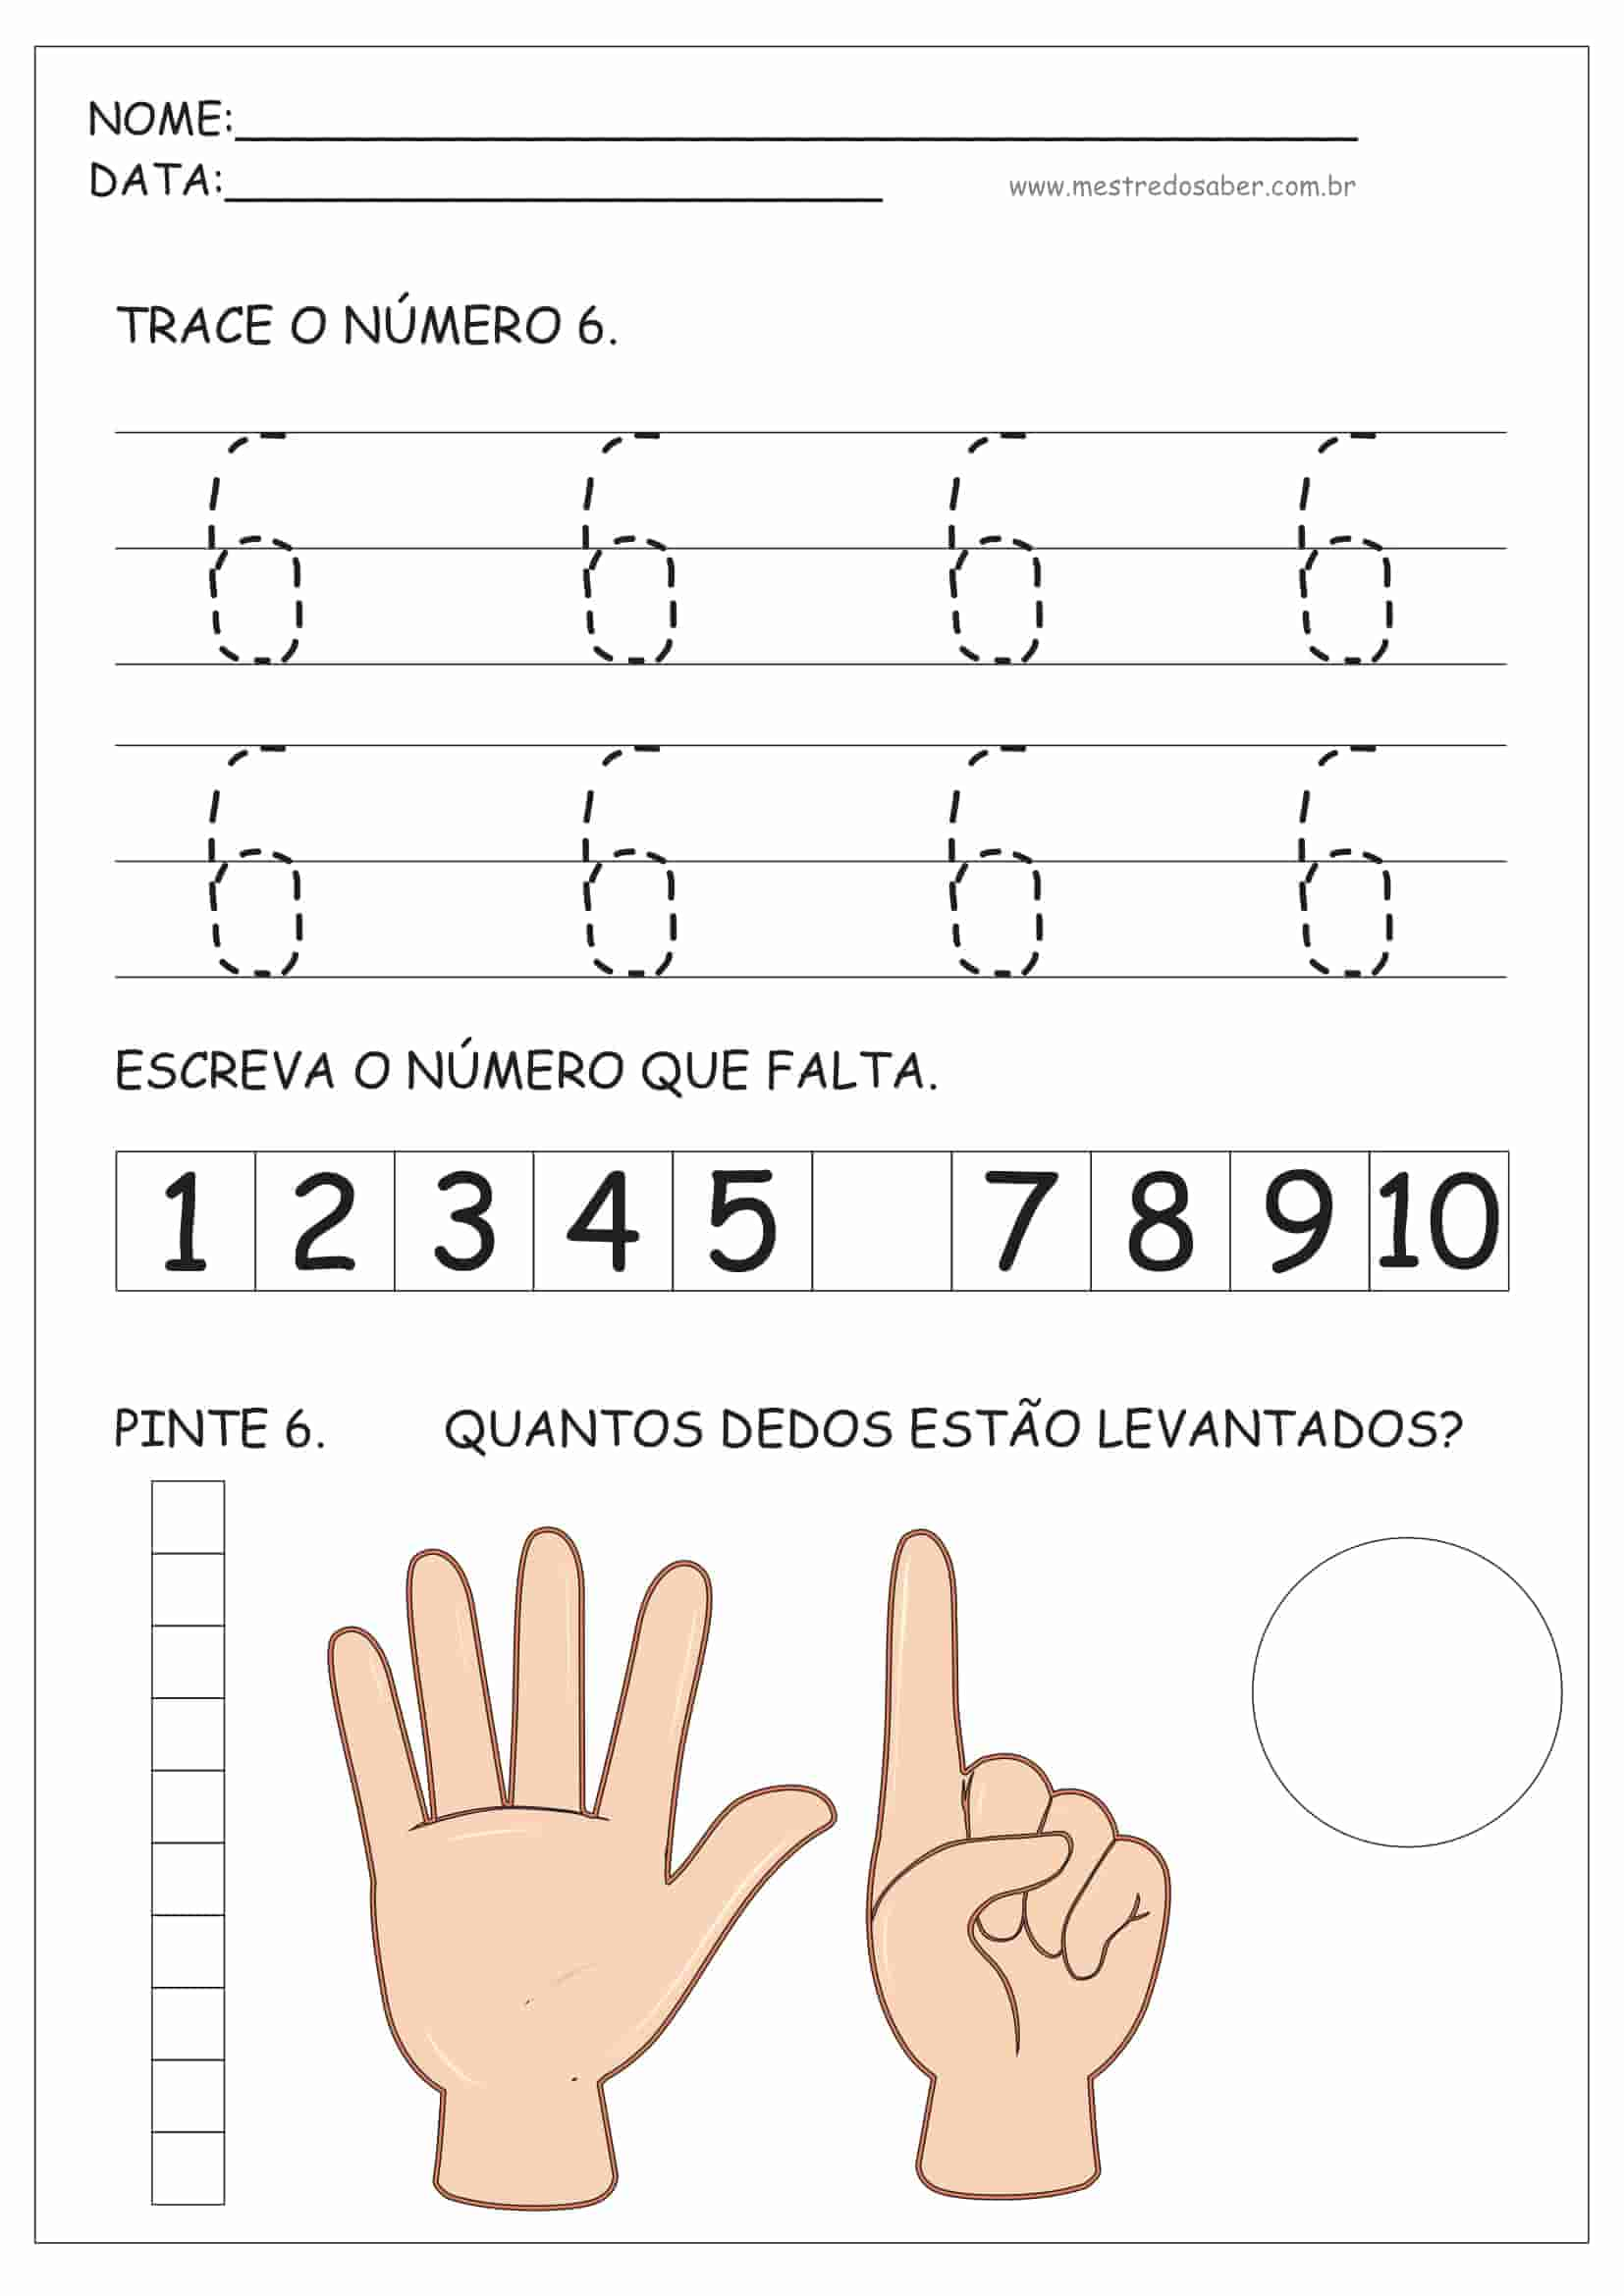 NOME:
DATA:
www.mestredosaber.com.br
TRACE O NÚMERO 6.
6 6 6 6
6 6 6 6
ESCREVA O NÚMERO QUE FALTA.
1 2 3 4 5 7 8 9 10
PINTE 6.
QUANTOS DEDOS ESTÃO LEVANTADOS?